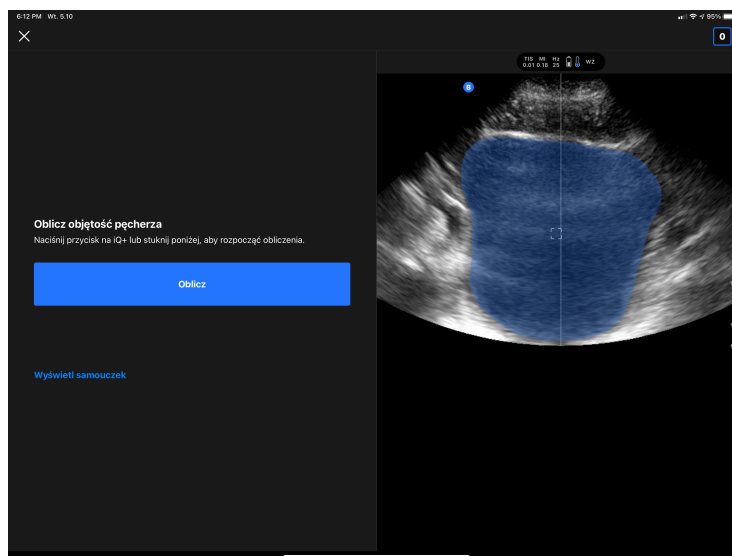 6:12 PM Wt. 5.10
95%
0
TIS MI Hz
0.01 0.18 25 WŻ
B
Oblicz objętość pęcherza
Naciśnij przycisk na iQ+ lub stuknij poniżej, aby rozpocząć obliczenia.
Oblicz
Wyświetl samouczek